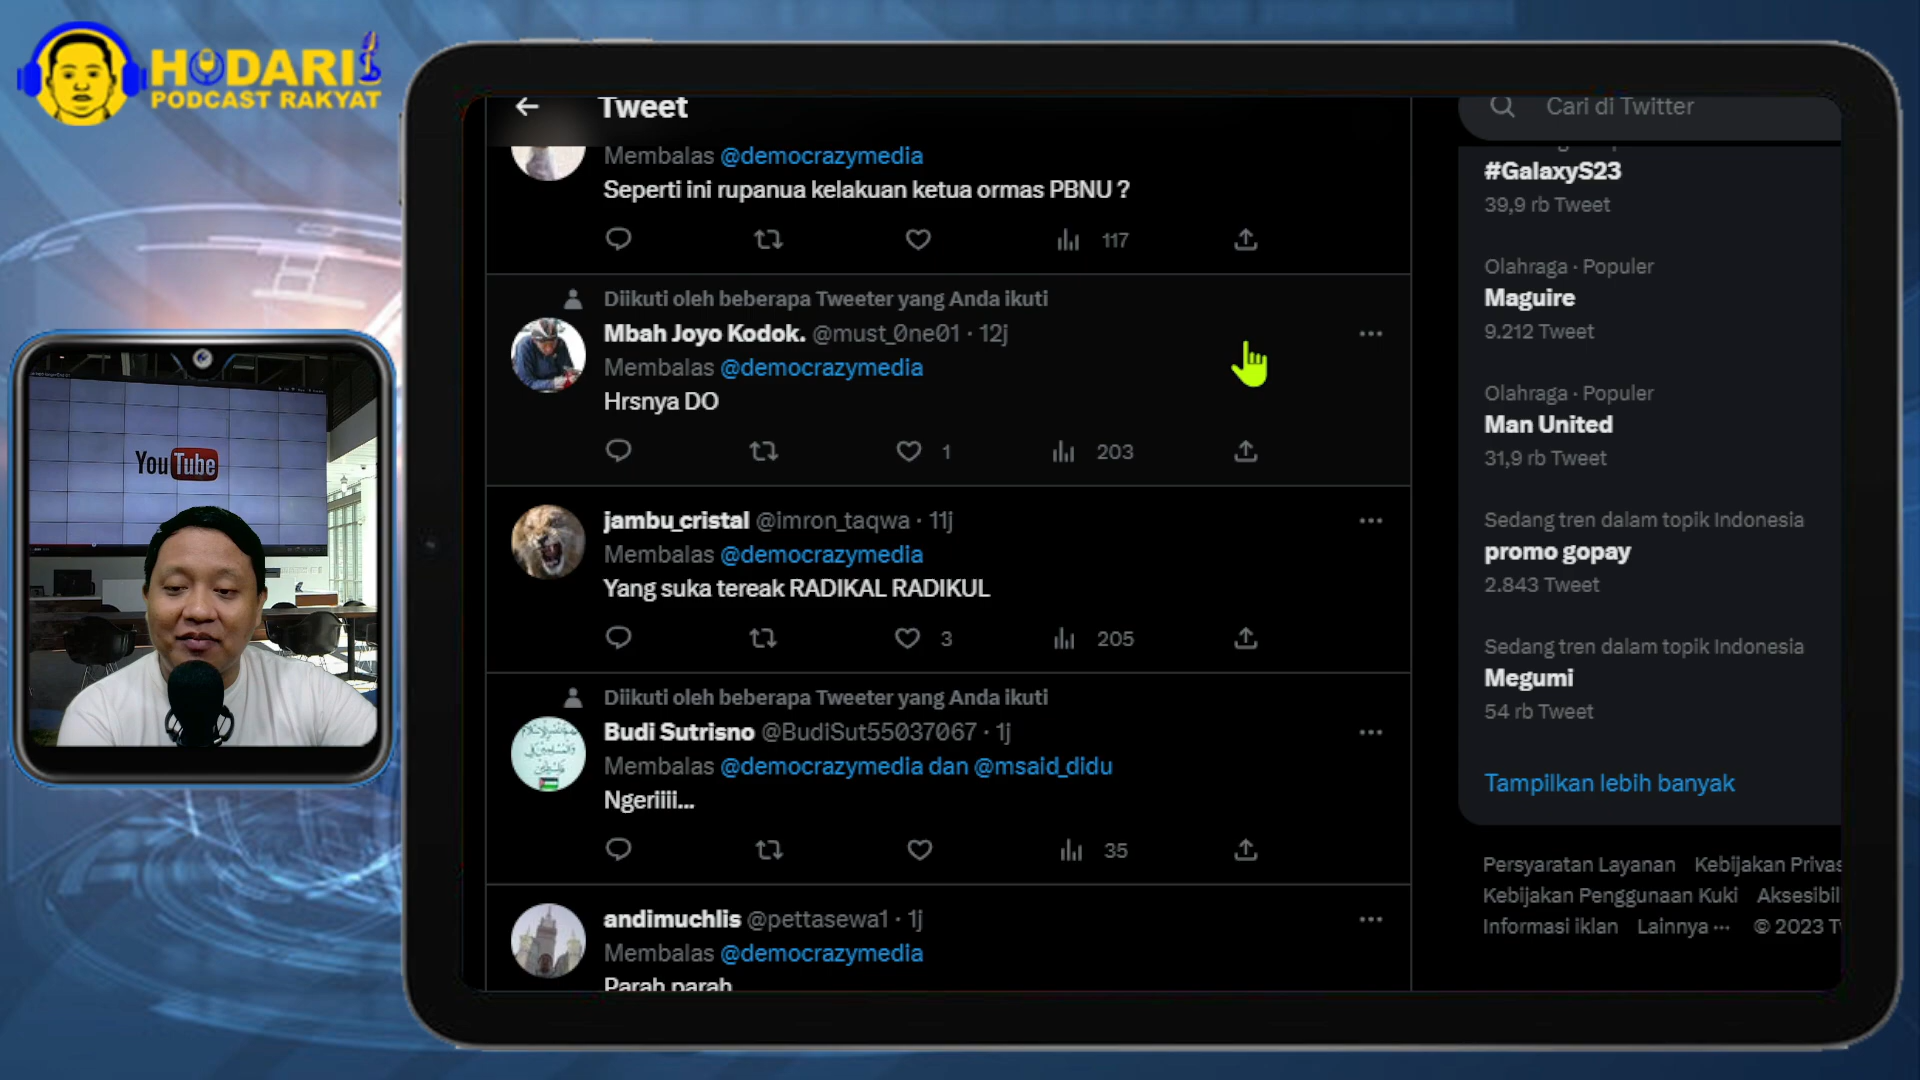 HODARI
PODCAST RAKYAT
YouTube
Tweet
Membalas @democrazymedia
Seperti ini rupanua kelakuan ketua ormas PBNU ?
117
Diikuti oleh beberapa Tweeter yang Anda ikuti
Mbah Joyo Kodok. @must_0ne01 · 12j
Membalas @democrazymedia
Hrsnya DO
1 203
jambu_cristal @imron_taqwa · 11j
Membalas @democrazymedia
Yang suka tereak RADIKAL RADIKUL
3 205
Diikuti oleh beberapa Tweeter yang Anda ikuti
Budi Sutrisno @BudiSut55037067 · 1j
Membalas @democrazymedia dan @msaid_didu
Ngeriiii...
35
andimuchlis @pettasewa1 · 1j
Membalas @democrazymedia
Parah parah
Cari di Twitter
#GalaxyS23
39,9 rb Tweet
Olahraga · Populer
Maguire
9.212 Tweet
Olahraga · Populer
Man United
31,9 rb Tweet
Sedang tren dalam topik Indonesia
promo gopay
2.843 Tweet
Sedang tren dalam topik Indonesia
Megumi
54 rb Tweet
Tampilkan lebih banyak
Persyaratan Layanan Kebijakan Privas
Kebijakan Penggunaan Kuki Aksesibil
Informasi iklan Lainnya ··· © 2023 Tw